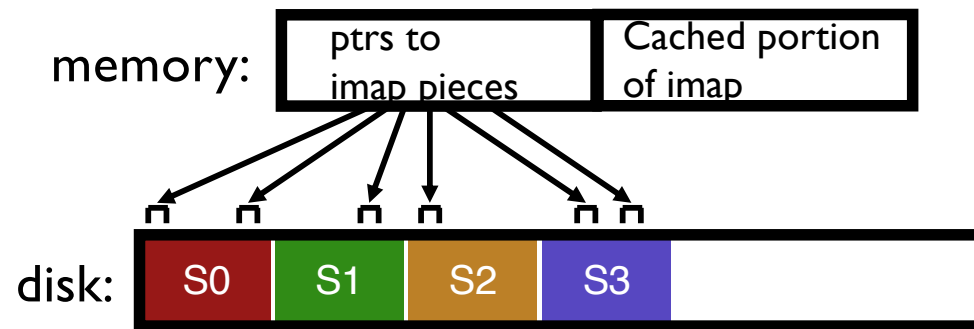 memory:
ptrs to
imap pieces
Cached portion
of imap
disk:
S0
S1
S2
S3